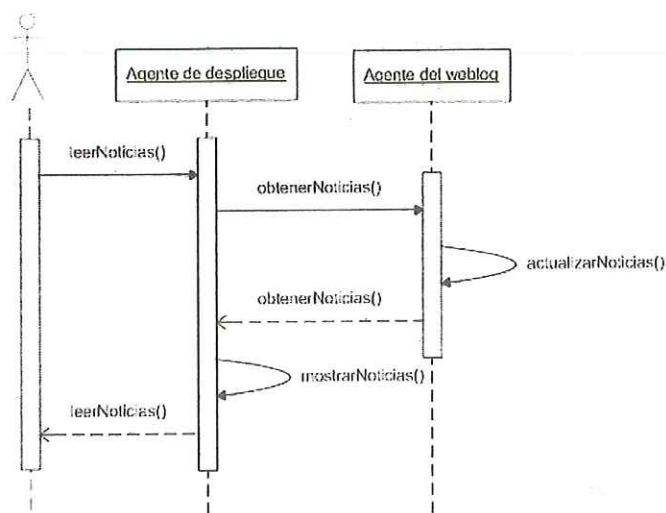 Agente de despliegue
Agente del weblog
leerNoticias()
obtenerNoticias()
actualizarNoticias()
obtenerNoticias()
mostrarNoticias()
leerNoticias()